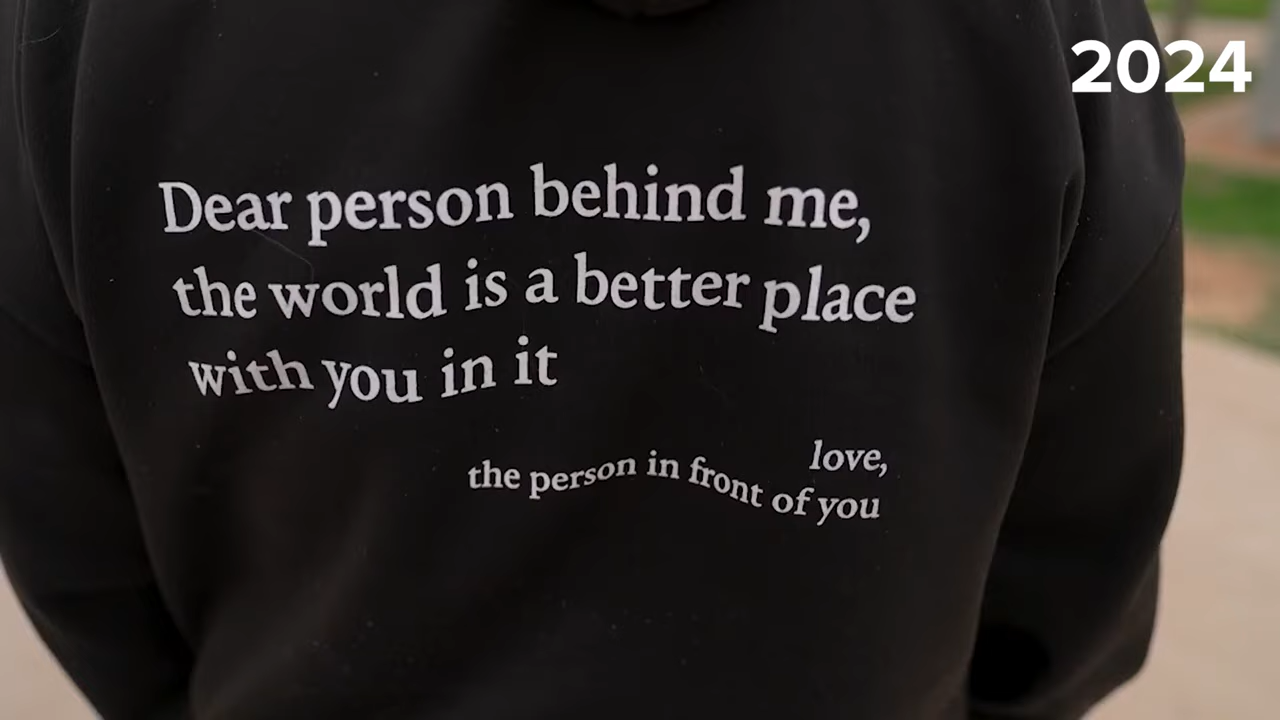 2024
Dear person behind me,
the world is a better place
with you in it
love,
the person in front of you